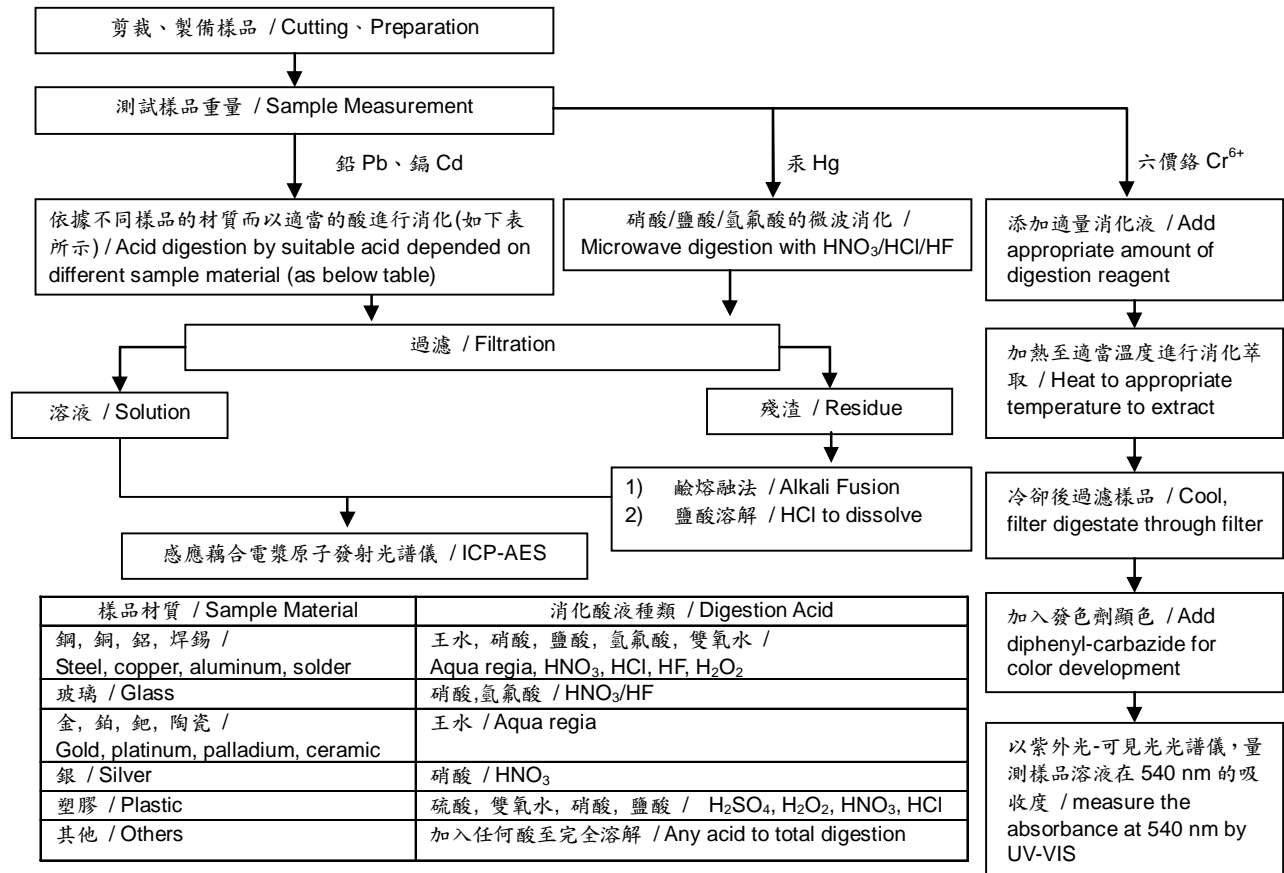 剪裁、製備樣品 / Cutting、Preparation
測試樣品重量 / Sample Measurement
鉛 Pb、鎘 Cd
汞 Hg
六價鉻 Cr⁶⁺
依據不同樣品的材質而以適當的酸進行消化(如下表
所示) / Acid digestion by suitable acid depended on
different sample material (as below table)
硝酸/鹽酸/氫氟酸的微波消化 /
Microwave digestion with HNO₃/HCl/HF
添加適量消化液 / Add
appropriate amount of
digestion reagent
過濾 / Filtration
加熱至適當溫度進行消化萃
取 / Heat to appropriate
temperature to extract
溶液 / Solution
殘渣 / Residue
1) 鹼熔融法 / Alkali Fusion
2) 鹽酸溶解 / HCl to dissolve
冷卻後過濾樣品 / Cool,
filter digestate through filter
感應藕合電漿原子發射光譜儀 / ICP-AES
加入發色劑顯色 / Add
diphenyl-carbazide for
color development
以紫外光-可見光光譜儀，量
測樣品溶液在 540 nm 的吸
收度 / measure the
absorbance at 540 nm by
UV-VIS
樣品材質 / Sample Material 消化酸液種類 / Digestion Acid
鋼, 銅, 鋁, 焊錫 / 王水, 硝酸, 鹽酸, 氫氟酸, 雙氧水 /
Steel, copper, aluminum, solder Aqua regia, HNO₃, HCl, HF, H₂O₂
玻璃 / Glass 硝酸,氫氟酸 / HNO₃/HF
金, 鉑, 鈀, 陶瓷 / 王水 / Aqua regia
Gold, platinum, palladium, ceramic
銀 / Silver 硝酸 / HNO₃
塑膠 / Plastic 硫酸, 雙氧水, 硝酸, 鹽酸 / H₂SO₄, H₂O₂, HNO₃, HCl
其他 / Others 加入任何酸至完全溶解 / Any acid to total digestion